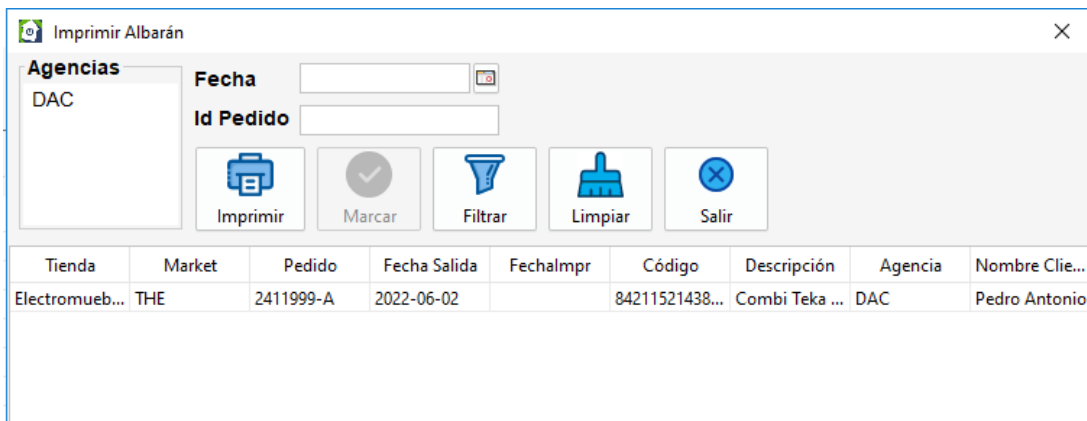 Imprimir Albarán
Agencias
DAC
Fecha
Id Pedido
Imprimir Marcar Filtrar Limpiar Salir
Tienda Market Pedido Fecha Salida FechaImpr Código Descripción Agencia Nombre Clie...
Electromueb... THE 2411999-A 2022-06-02 84211521438... Combi Teka ... DAC Pedro Antonio